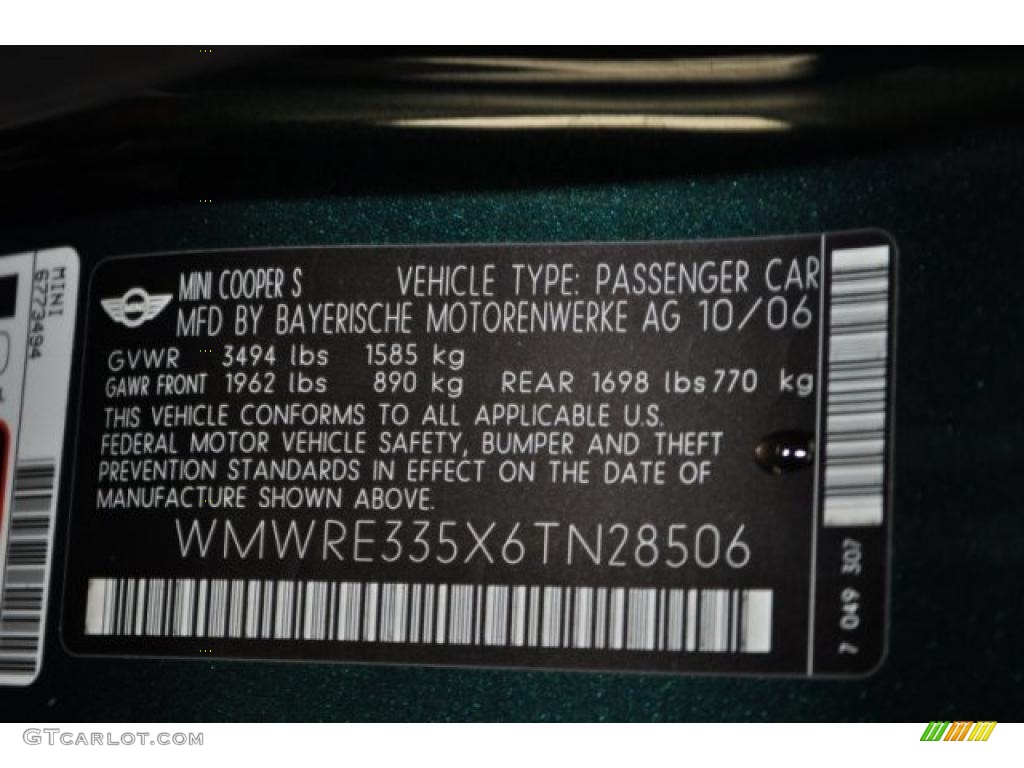 MINI COOPER S VEHICLE TYPE: PASSENGER CAR
MFD BY BAYERISCHE MOTORENWERKE AG 10/06
GVWR 3494 lbs 1585 kg
GAWR FRONT 1962 lbs 890 kg REAR 1698 lbs 770 kg
THIS VEHICLE CONFORMS TO ALL APPLICABLE U.S.
FEDERAL MOTOR VEHICLE SAFETY, BUMPER AND THEFT
PREVENTION STANDARDS IN EFFECT ON THE DATE OF
MANUFACTURE SHOWN ABOVE.
WMWRE335X6TN28506
7 049 307
MINI
6773494
GTCARLOT.COM